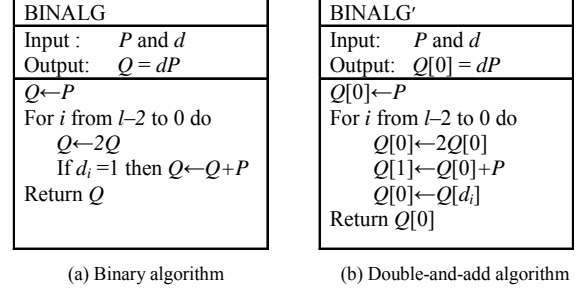 BINALG
Input : P and d
Output: Q = dP
Q←P
For i from l–2 to 0 do
Q←2Q
If di =1 then Q←Q+P
Return Q
(a) Binary algorithm
BINALG′
Input: P and d
Output: Q[0] = dP
Q[0]←P
For i from l–2 to 0 do
Q[0]←2Q[0]
Q[1]←Q[0]+P
Q[0]←Q[di]
Return Q[0]
(b) Double-and-add algorithm